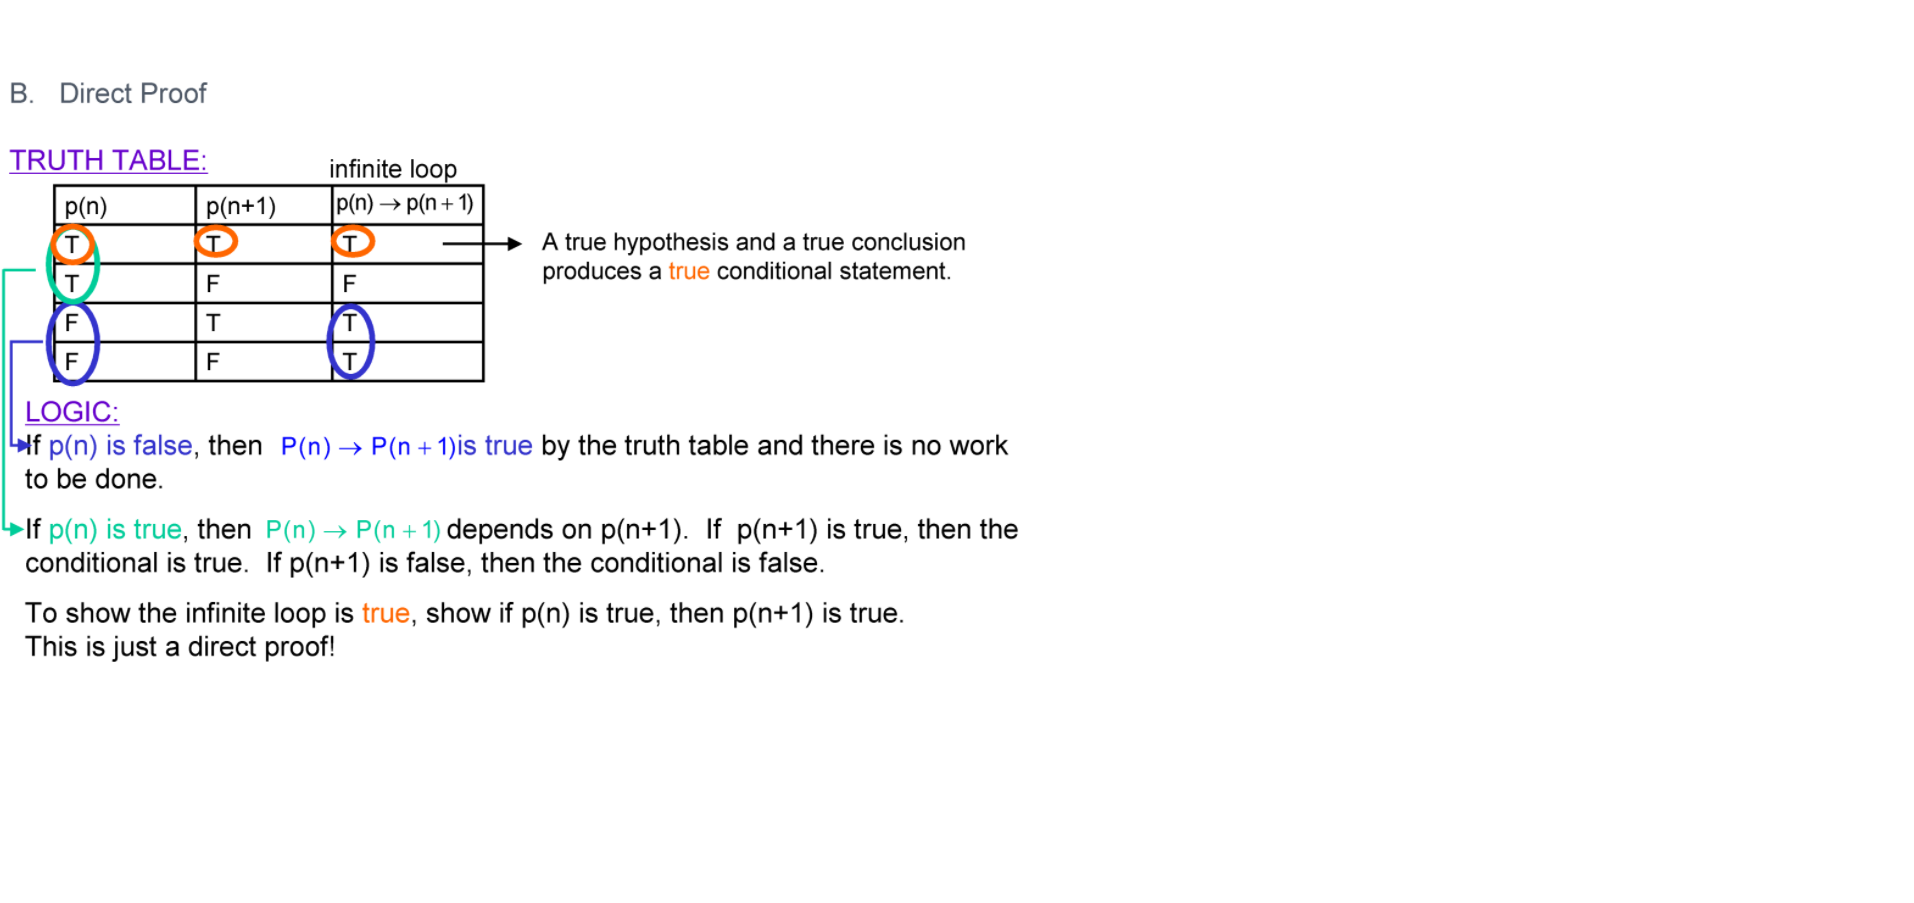 B. Direct Proof
TRUTH TABLE:
infinite loop
p(n) p(n+1) p(n) → p(n + 1)
T T T
A true hypothesis and a true conclusion
produces a true conditional statement.
T F F
F T T
F F T
LOGIC:
If p(n) is false, then P(n) → P(n + 1)is true by the truth table and there is no work
to be done.
If p(n) is true, then P(n) → P(n + 1) depends on p(n+1). If p(n+1) is true, then the
conditional is true. If p(n+1) is false, then the conditional is false.
To show the infinite loop is true, show if p(n) is true, then p(n+1) is true.
This is just a direct proof!